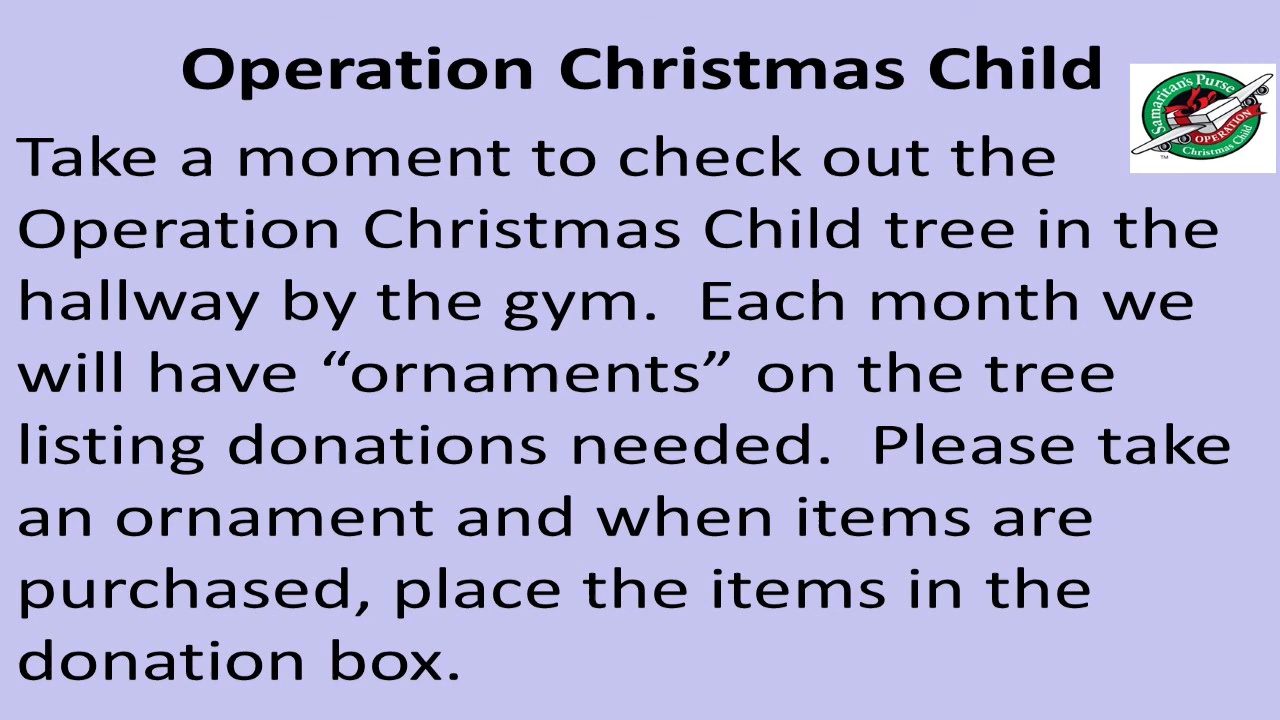 Operation Christmas Child
Samaritan's Purse
OPERATION
Christmas Child
TM
Take a moment to check out the
Operation Christmas Child tree in the
hallway by the gym.  Each month we
will have “ornaments” on the tree
listing donations needed.  Please take
an ornament and when items are
purchased, place the items in the
donation box.